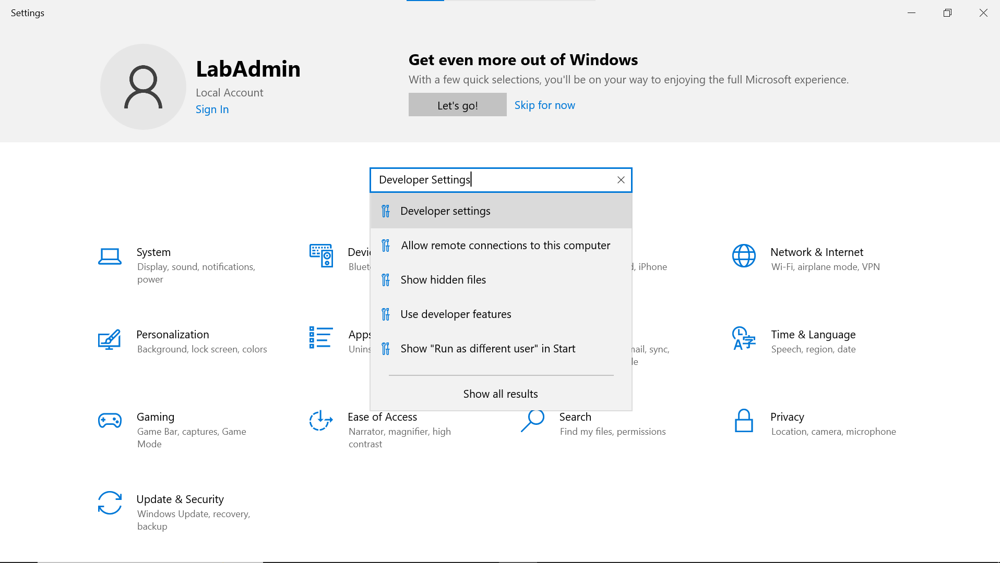 Settings
LabAdmin
Local Account
Sign In
Get even more out of Windows
With a few quick selections, you'll be on your way to enjoying the full Microsoft experience.
Let's go!
Skip for now
Developer Settings
Developer settings
Allow remote connections to this computer
Show hidden files
Use developer features
Show "Run as different user" in Start
Show all results
System
Display, sound, notifications,
power
, iPhone
Network & Internet
Wi-Fi, airplane mode, VPN
Personalization
Background, lock screen, colors
Apps
sync,
Time & Language
Speech, region, date
Gaming
Game Bar, captures, Game
Mode
Ease of Access
Narrator, magnifier, high
contrast
Search
Find my files, permissions
Privacy
Location, camera, microphone
Update & Security
Windows Update, recovery,
backup